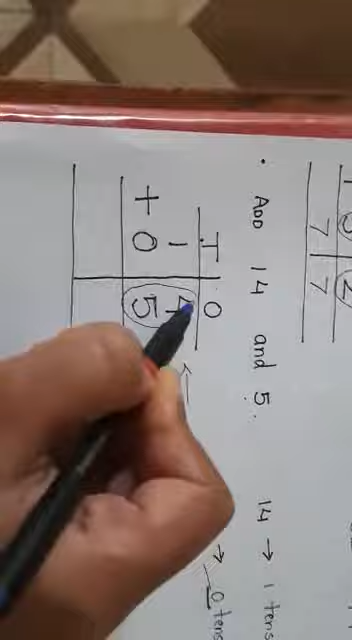 7 7
• ADD 14 and 5. 14 → 1 tens
T O → 0 tens
1 4 ←
+ 0 5